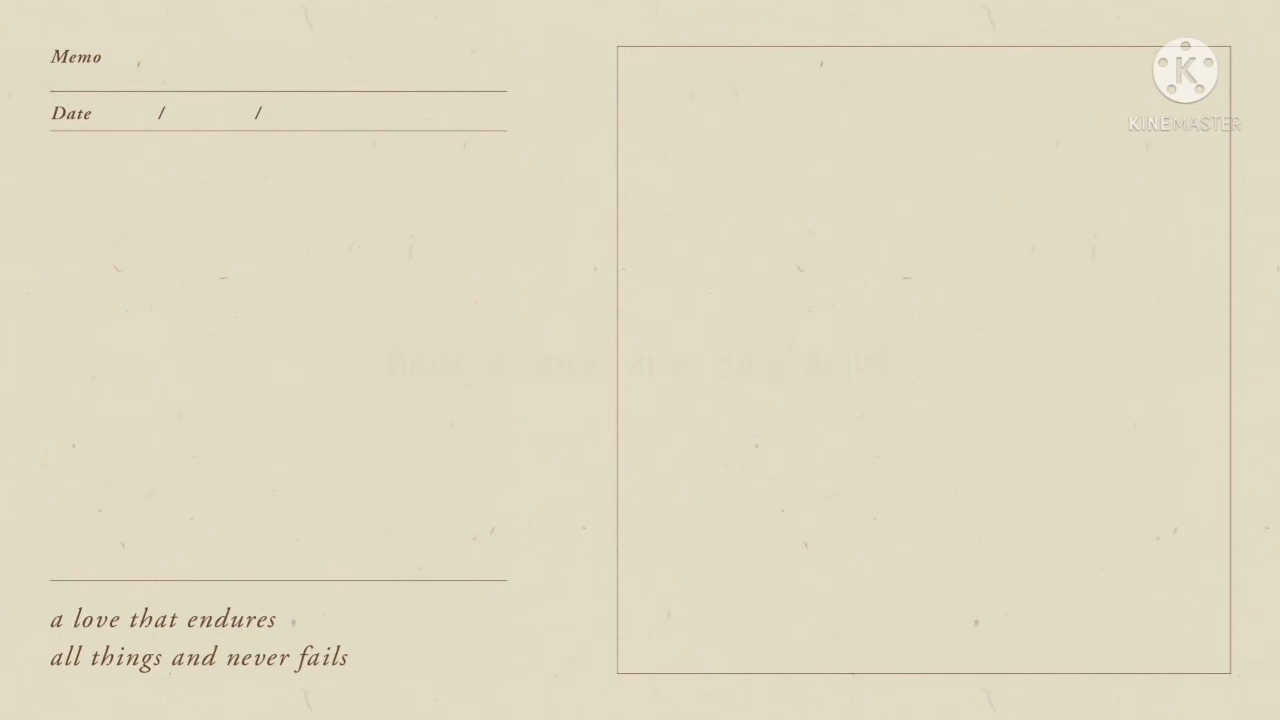 Memo
Date / /
a love that endures
all things and never fails
K
KINEMASTER